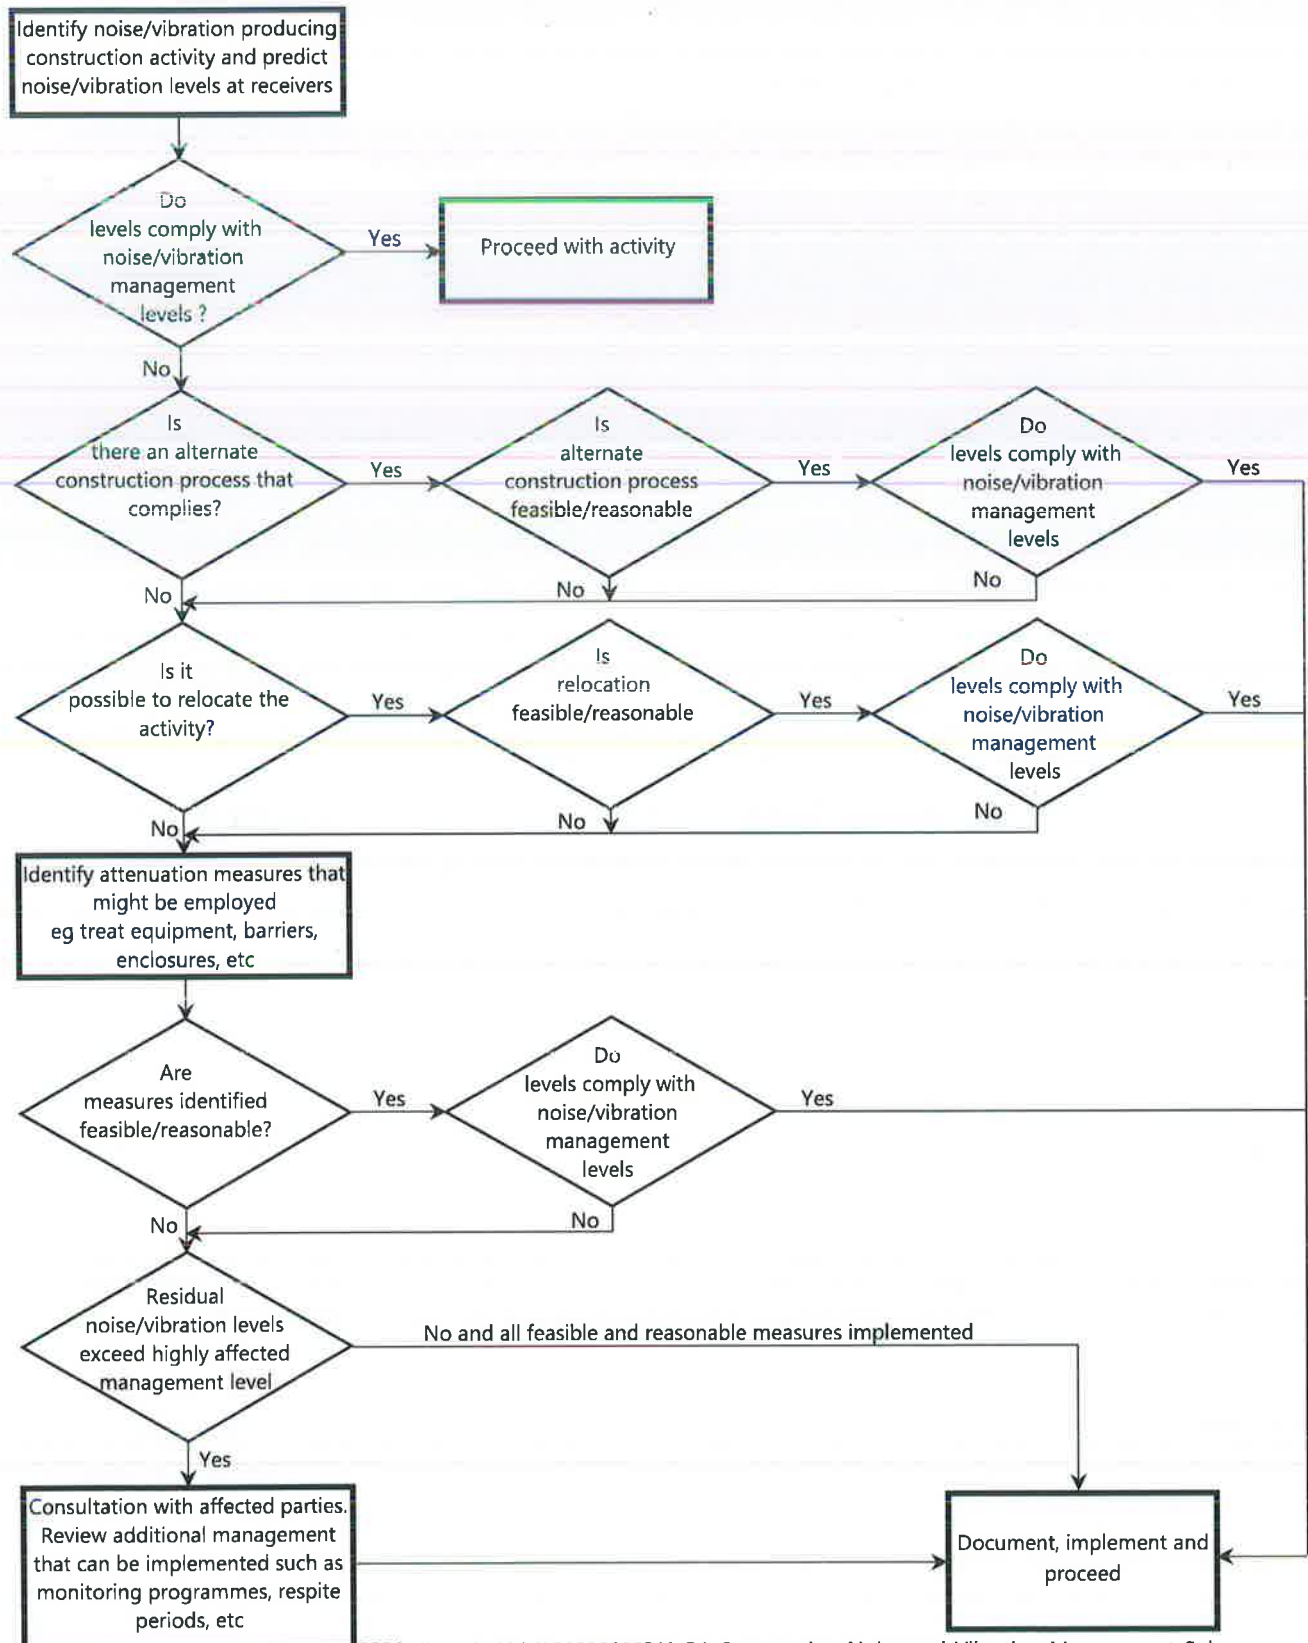 Identify noise/vibration producing
construction activity and predict
noise/vibration levels at receivers
Do
levels comply with
noise/vibration
management
levels ?
Yes
Proceed with activity
No
Is
there an alternate
construction process that
complies?
Yes
Is
alternate
construction process
feasible/reasonable
Yes
Do
levels comply with
noise/vibration
management
levels
Yes
No
No
No
Is it
possible to relocate the
activity?
Yes
Is
relocation
feasible/reasonable
Yes
Do
levels comply with
noise/vibration
management
levels
Yes
No
No
No
Identify attenuation measures that
might be employed
eg treat equipment, barriers,
enclosures, etc
Are
measures identified
feasible/reasonable?
Yes
Do
levels comply with
noise/vibration
management
levels
Yes
No
No
Residual
noise/vibration levels
exceed highly affected
management level
No and all feasible and reasonable measures implemented
Yes
Consultation with affected parties.
Review additional management
that can be implemented such as
monitoring programmes, respite
periods, etc
Document, implement and
proceed